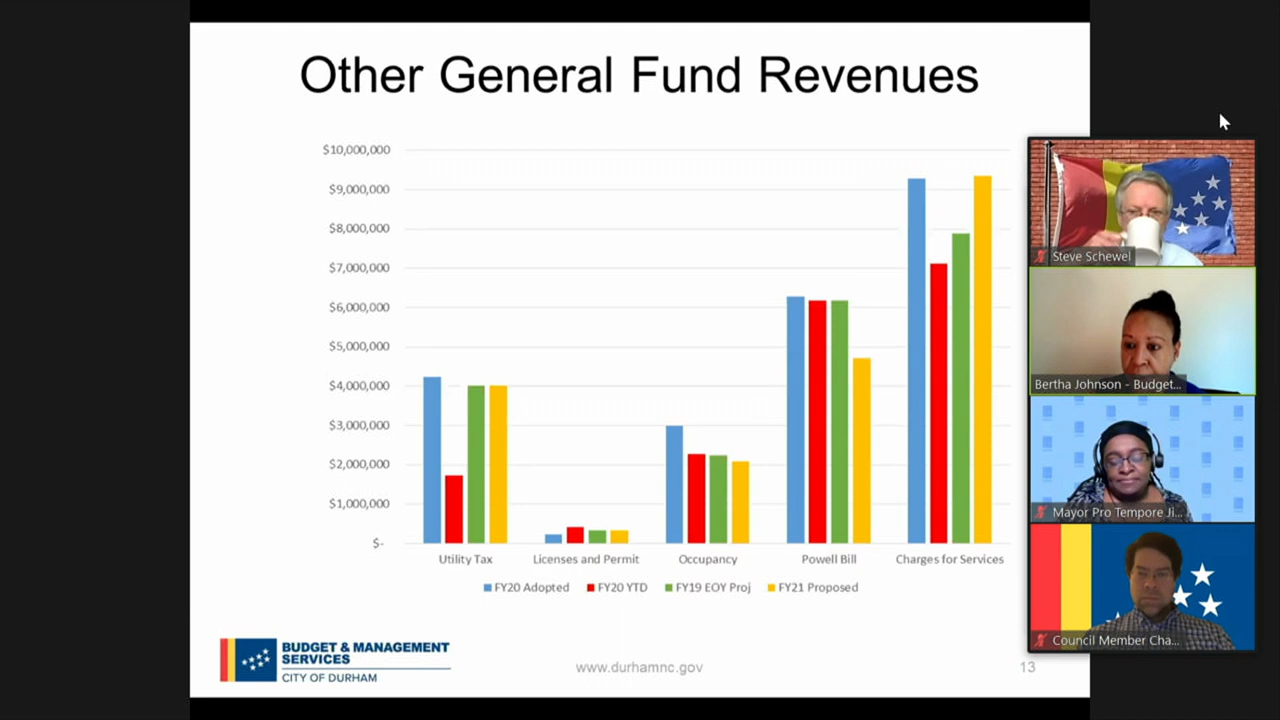 Other General Fund Revenues
$10,000,000
$9,000,000
$8,000,000
$7,000,000
$6,000,000
$5,000,000
$4,000,000
$3,000,000
$2,000,000
$1,000,000
$-
Utility Tax
Licenses and Permit
Occupancy
Powell Bill
Charges for Services
FY20 Adopted
FY20 YTD
FY19 EOY Proj
FY21 Proposed
BUDGET & MANAGEMENT
SERVICES
CITY OF DURHAM
www.durhamnc.gov
13
Steve Schewel
Bertha Johnson - Budget...
Mayor Pro Tempore Ji...
Council Member Cha...